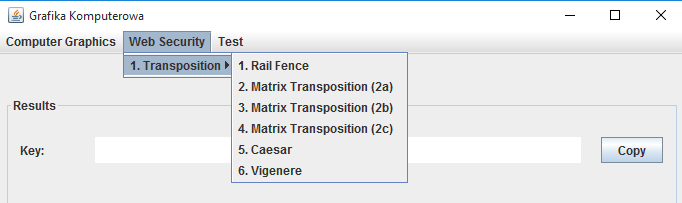 Grafika Komputerowa
Computer Graphics Web Security Test
1. Transposition
1. Rail Fence
2. Matrix Transposition (2a)
3. Matrix Transposition (2b)
4. Matrix Transposition (2c)
5. Caesar
6. Vigenere
Results
Key:
Copy